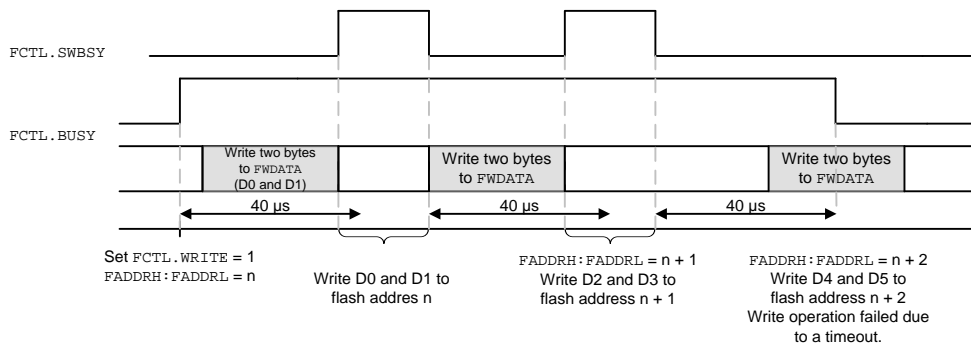 FCTL.SWBSY
FCTL.BUSY
Write two bytes
to FWDATA
(D0 and D1)
Write two bytes
to FWDATA
Write two bytes
to FWDATA
40 µs
40 µs
40 µs
Set FCTL.WRITE = 1
FADDRH:FADDRL = n
Write D0 and D1 to
flash addres n
FADDRH:FADDRL = n + 1
Write D2 and D3 to
flash address n + 1
FADDRH:FADDRL = n + 2
Write D4 and D5 to
flash address n + 2
Write operation failed due
to a timeout.